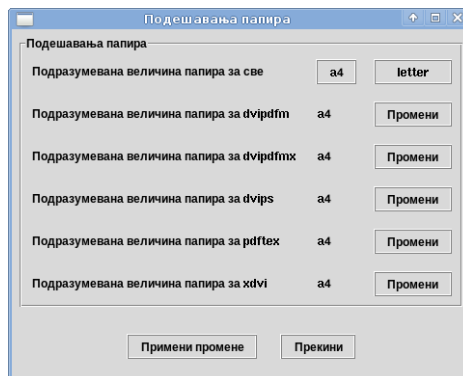 Подешавања папира
Подешавања папира
Подразумевана величина папира за све a4 letter
Подразумевана величина папира за dvipdfm a4 Промени
Подразумевана величина папира за dvipdfmx a4 Промени
Подразумевана величина папира за dvips a4 Промени
Подразумевана величина папира за pdftex a4 Промени
Подразумевана величина папира за xdvi a4 Промени
Примени промене Прекини